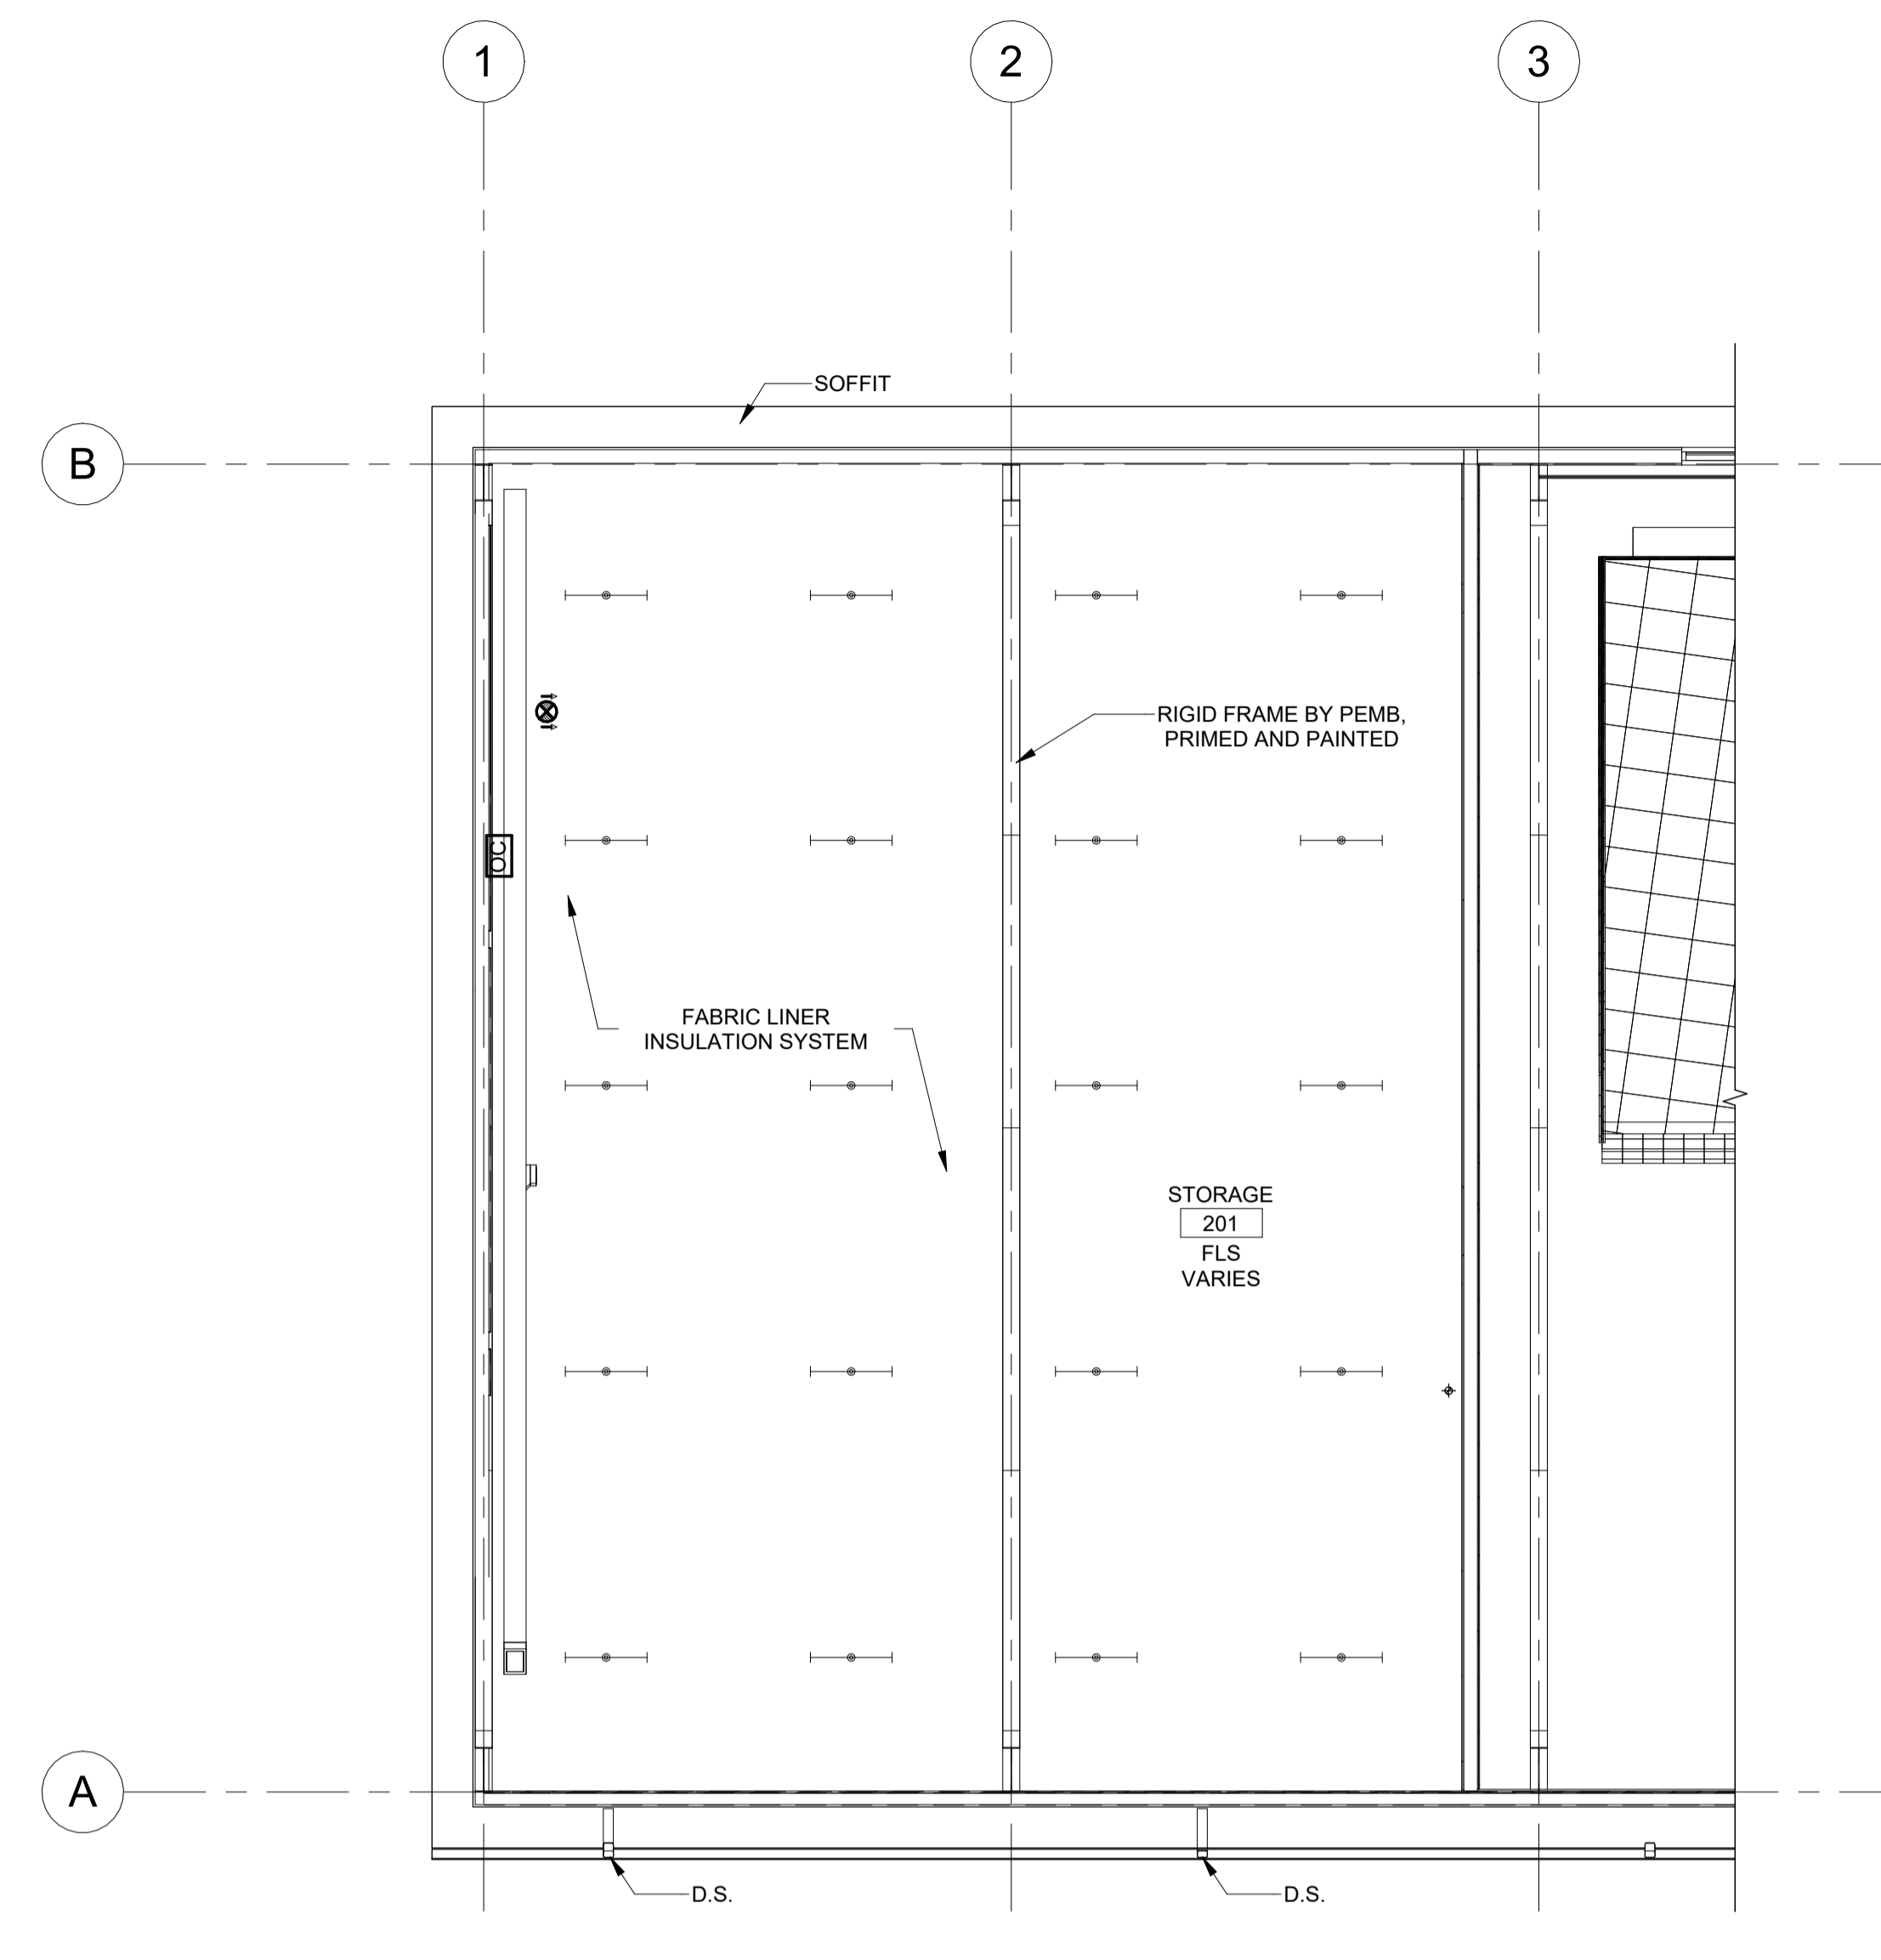 1
2
3
SOFFIT
B
RIGID FRAME BY PEMB,
PRIMED AND PAINTED
OC
FABRIC LINER
INSULATION SYSTEM
STORAGE
201
FLS
VARIES
A
D.S.
D.S.